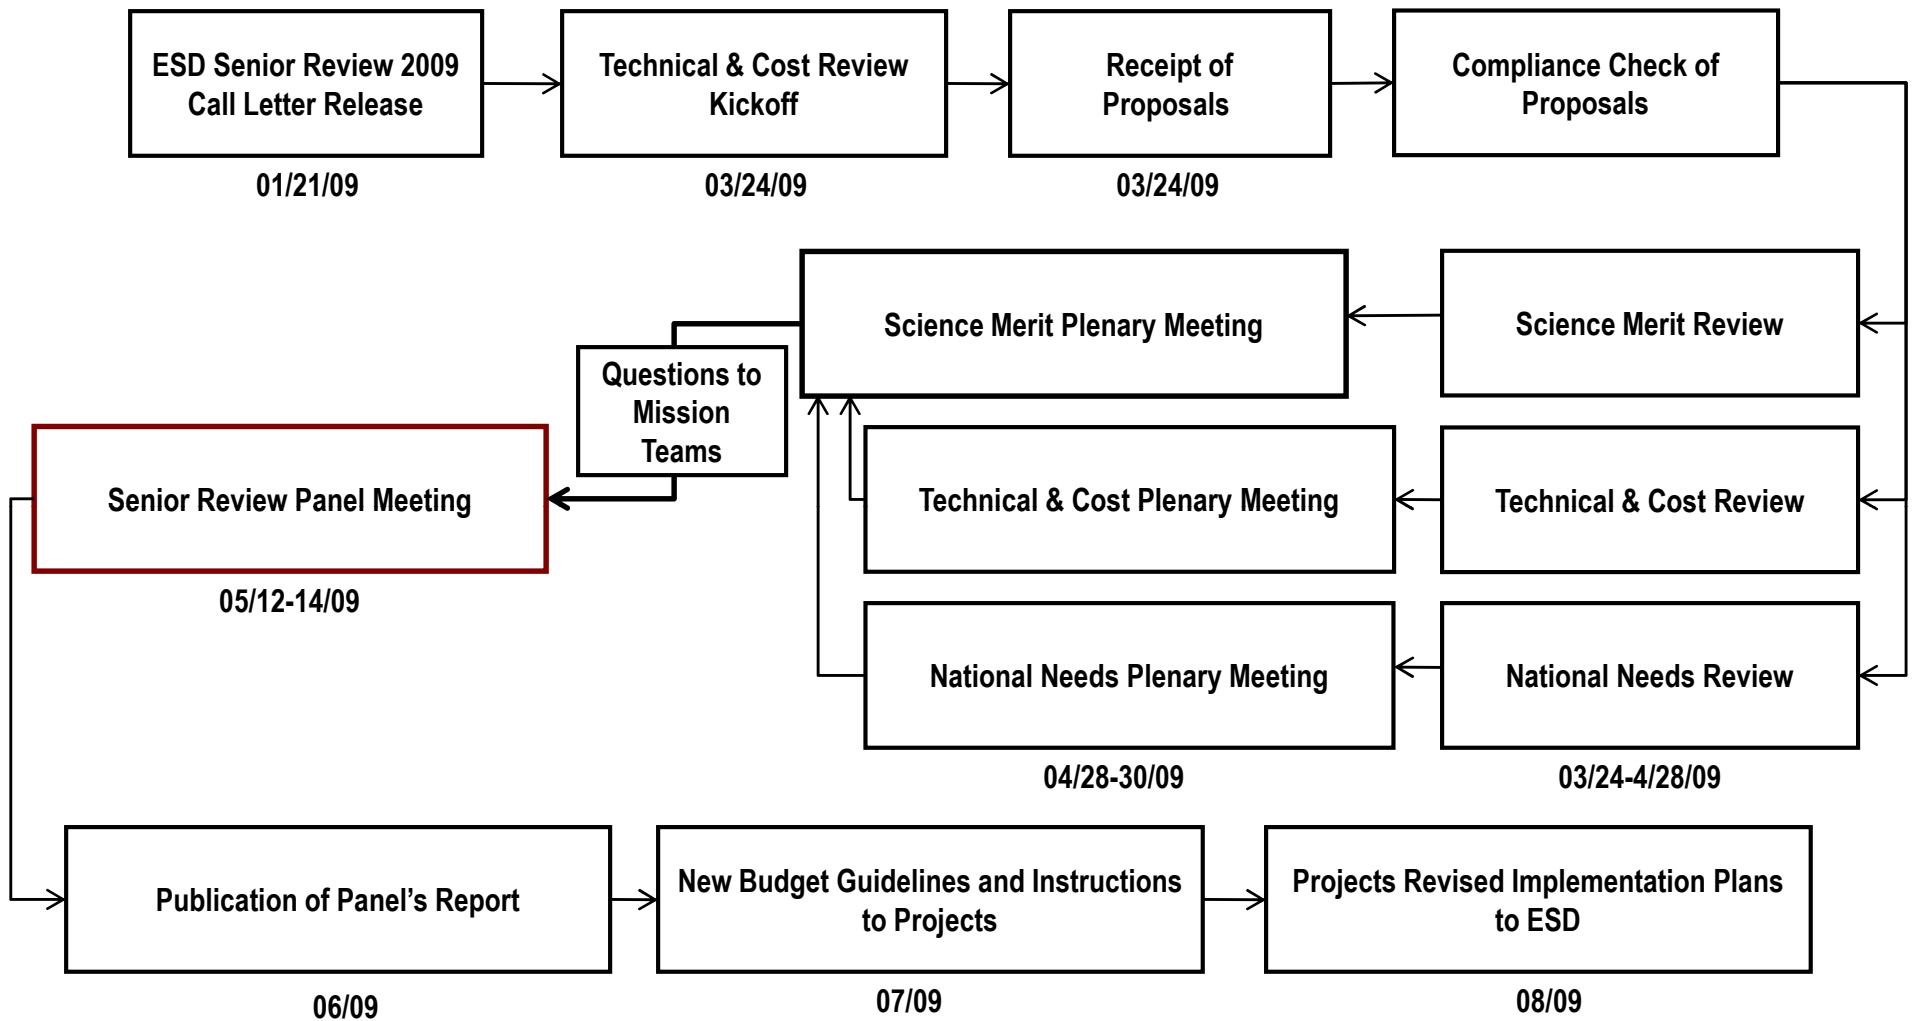 ESD Senior Review 2009
Call Letter Release
01/21/09
Technical & Cost Review
Kickoff
03/24/09
Receipt of
Proposals
03/24/09
Compliance Check of
Proposals
Science Merit Review
Science Merit Plenary Meeting
Technical & Cost Review
Technical & Cost Plenary Meeting
National Needs Review
03/24-4/28/09
National Needs Plenary Meeting
04/28-30/09
Questions to
Mission
Teams
Senior Review Panel Meeting
05/12-14/09
Publication of Panel’s Report
06/09
New Budget Guidelines and Instructions
to Projects
07/09
Projects Revised Implementation Plans
to ESD
08/09